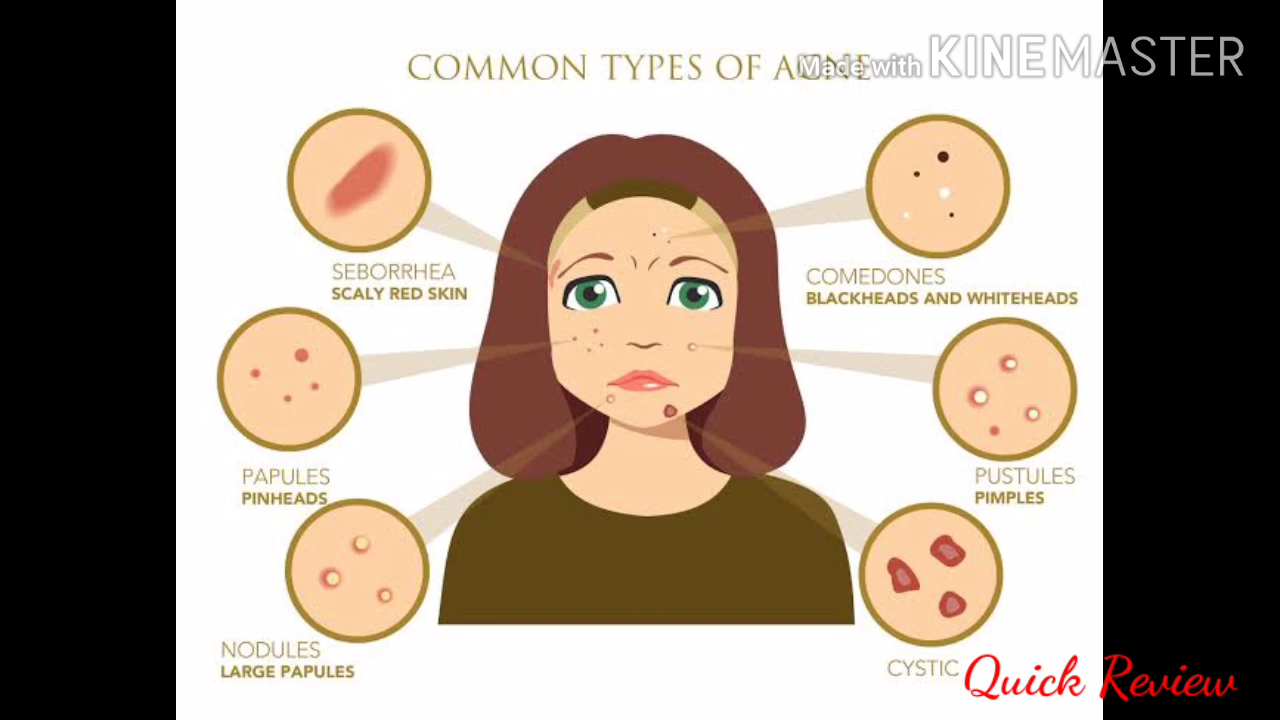 COMMON TYPES OF ACNE
Made with KINEMASTER
SEBORRHEA
SCALY RED SKIN
COMEDONES
BLACKHEADS AND WHITEHEADS
PAPULES
PINHEADS
PUSTULES
PIMPLES
NODULES
LARGE PAPULES
CYSTIC
Quick Review